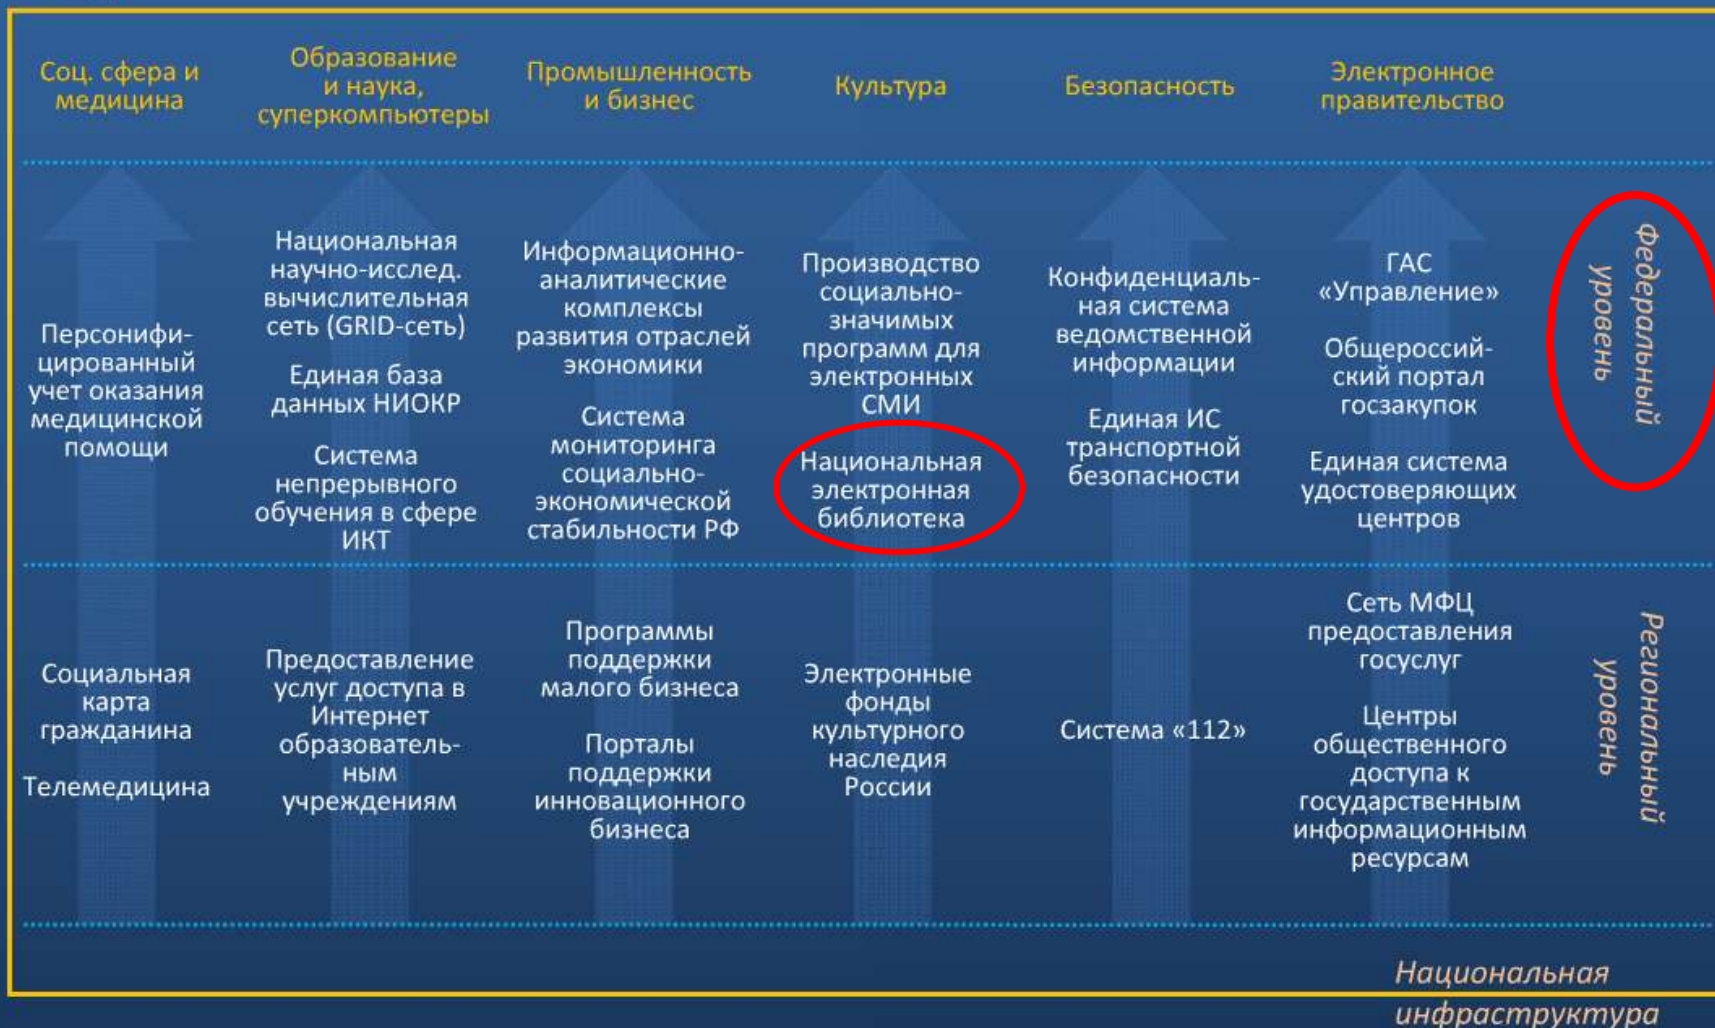 Соц. сфера и
медицина
Образование
и наука,
суперкомпьютеры
Промышленность
и бизнес
Культура
Безопасность
Электронное
правительство
Персонифи-
цированный
учет оказания
медицинской
помощи
Национальная
научно-исслед.
вычислительная
сеть (GRID-сеть)
Единая база
данных НИОКР
Система
непрерывного
обучения в сфере
ИКТ
Информационно-
аналитические
комплексы
развития отраслей
экономики
Система
мониторинга
социально-
экономической
стабильности РФ
Производство
социально-
значимых
программ для
электронных
СМИ
Национальная
электронная
библиотека
Конфиденциаль-
ная система
ведомственной
информации
Единая ИС
транспортной
безопасности
ГАС
«Управление»
Общероссий-
ский портал
госзакупок
Единая система
удостоверяющих
центров
Федеральный
уровень
Социальная
карта
гражданина
Телемедицина
Предоставление
услуг доступа в
Интернет
образователь-
ным
учреждениям
Программы
поддержки
малого бизнеса
Порталы
поддержки
инновационного
бизнеса
Электронные
фонды
культурного
наследия
России
Система «112»
Сеть МФЦ
предоставления
госуслуг
Центры
общественного
доступа к
государственным
информационным
ресурсам
Региональный
уровень
Национальная
инфраструктура